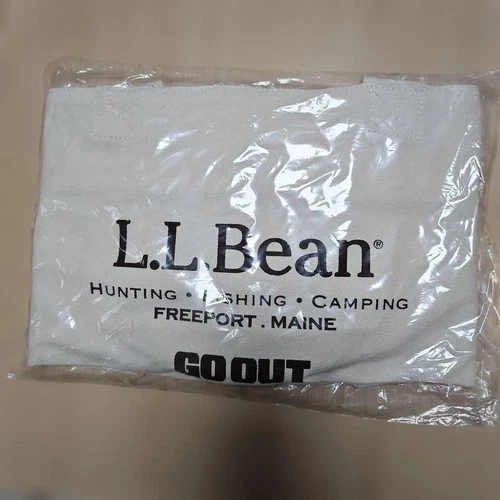 L.L.Bean®
HUNTING • FISHING • CAMPING
FREEPORT . MAINE
GO OUT